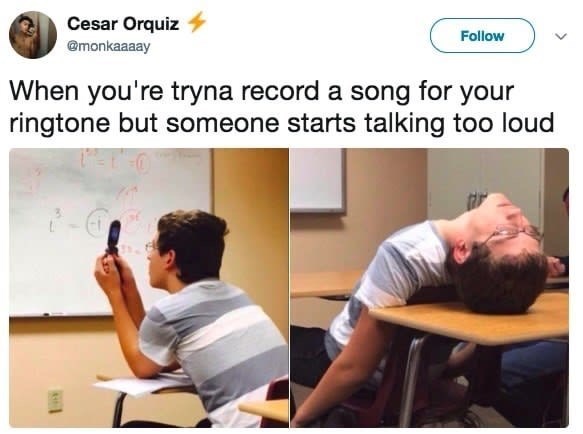 Cesar Orquiz ⚡
@monkaaaay
Follow
When you're tryna record a song for your
ringtone but someone starts talking too loud
i³ = -i